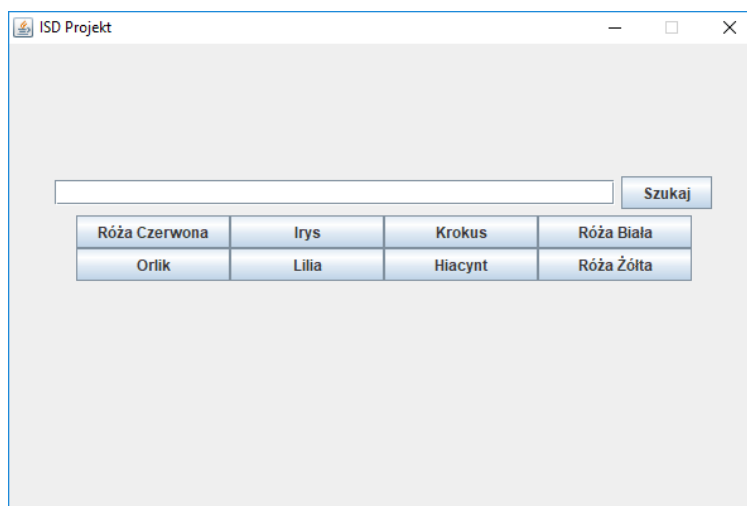 ISD Projekt
Szukaj
Róża Czerwona Irys Krokus Róża Biała
Orlik Lilia Hiacynt Róża Żółta